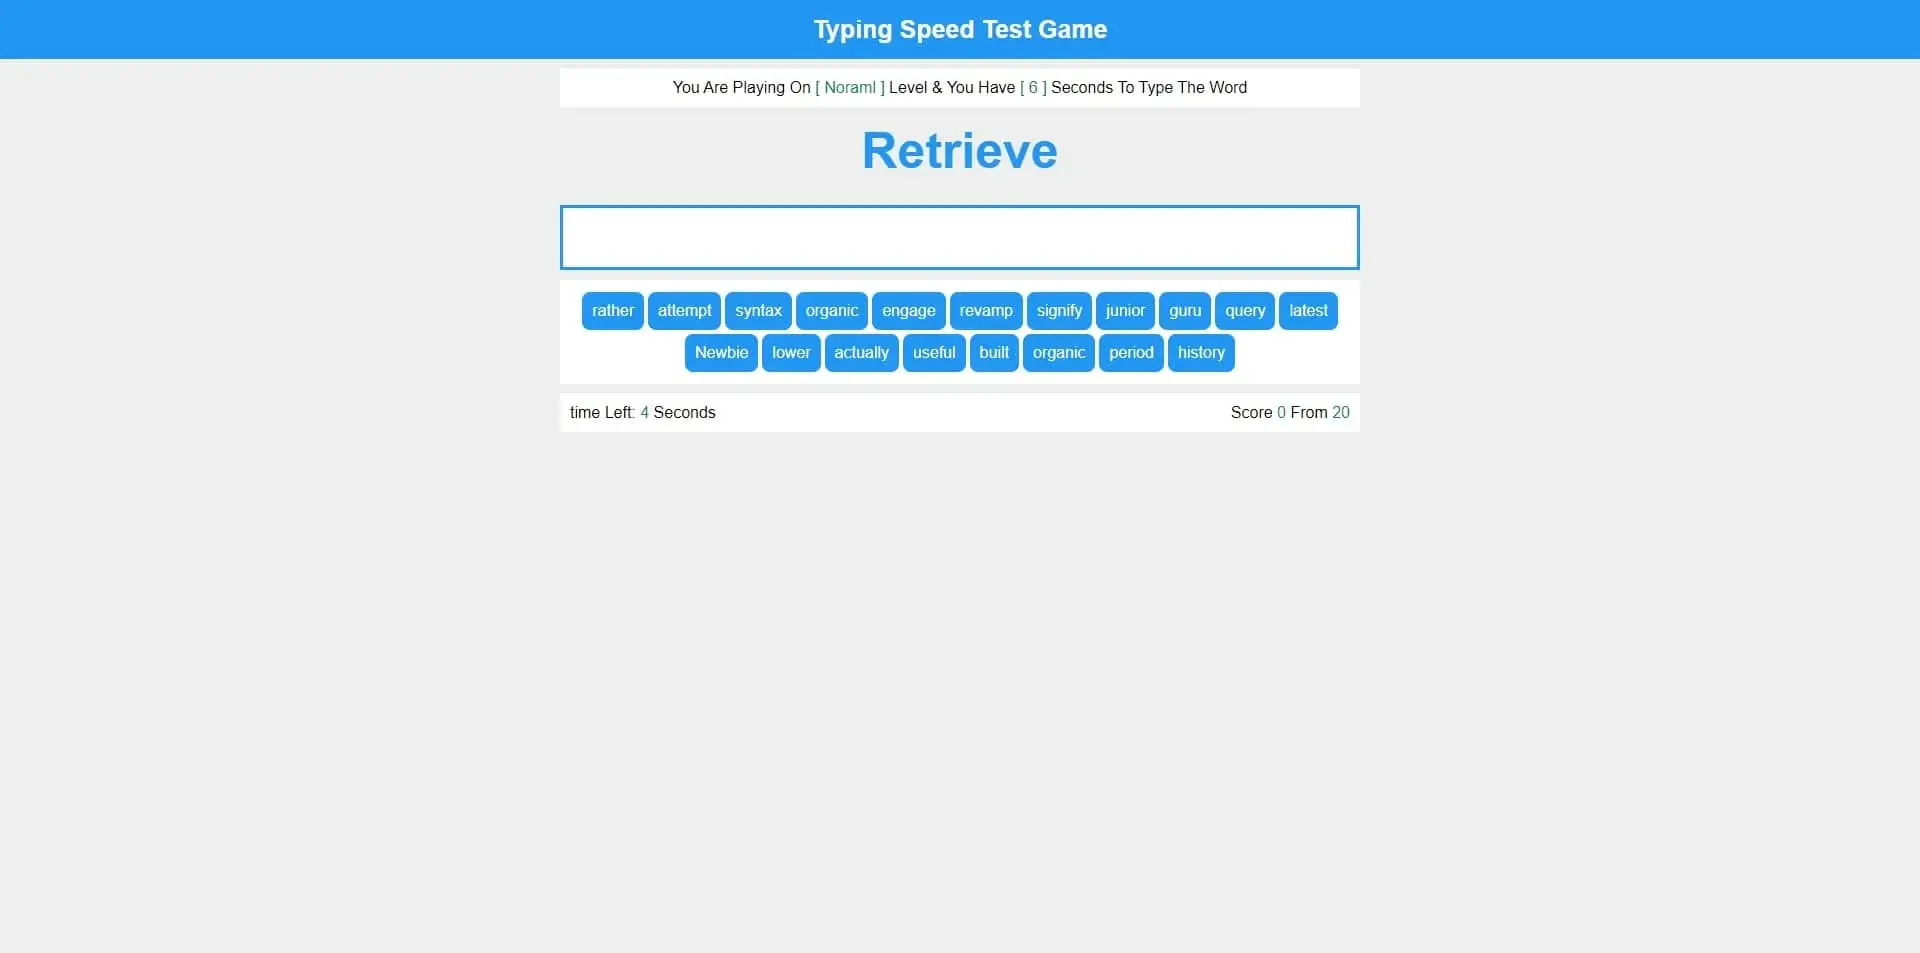 Typing Speed Test Game
You Are Playing On [ Noraml ] Level & You Have [ 6 ] Seconds To Type The Word
Retrieve
rather attempt syntax organic engage revamp signify junior guru query latest
Newbie lower actually useful built organic period history
time Left: 4 Seconds Score 0 From 20